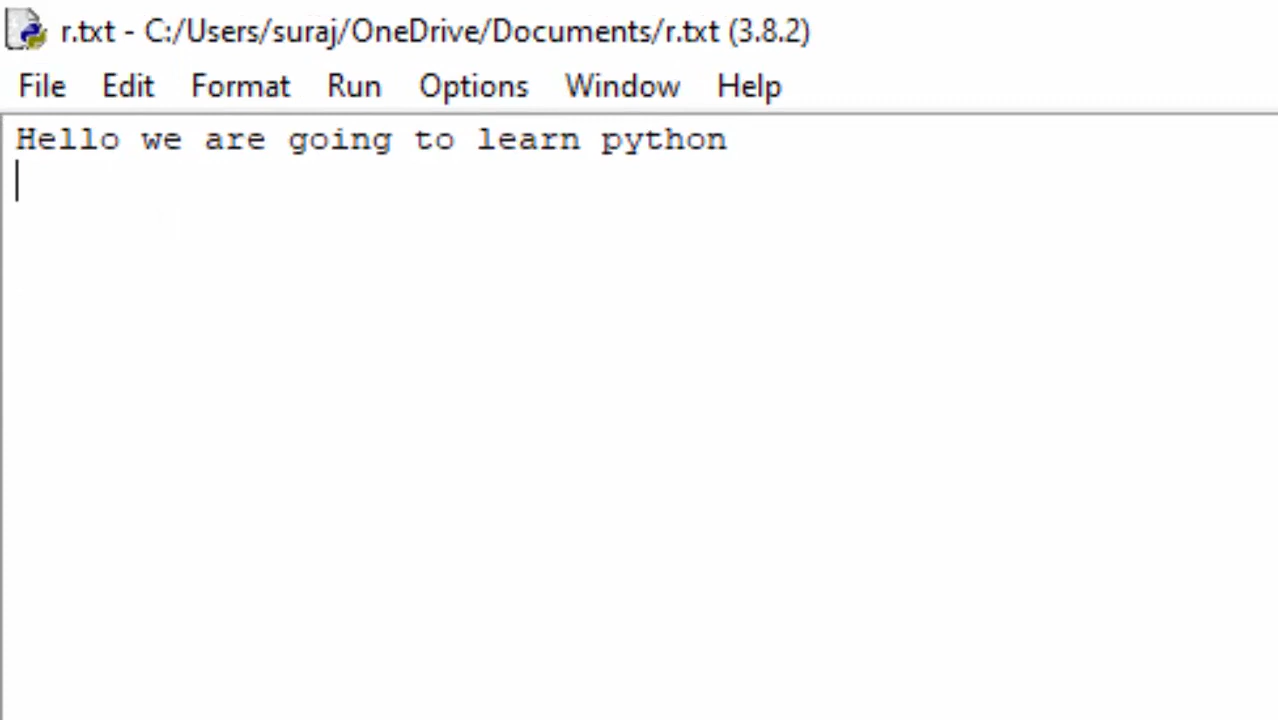 r.txt - C:/Users/suraj/OneDrive/Documents/r.txt (3.8.2)
File Edit Format Run Options Window Help
Hello we are going to learn python